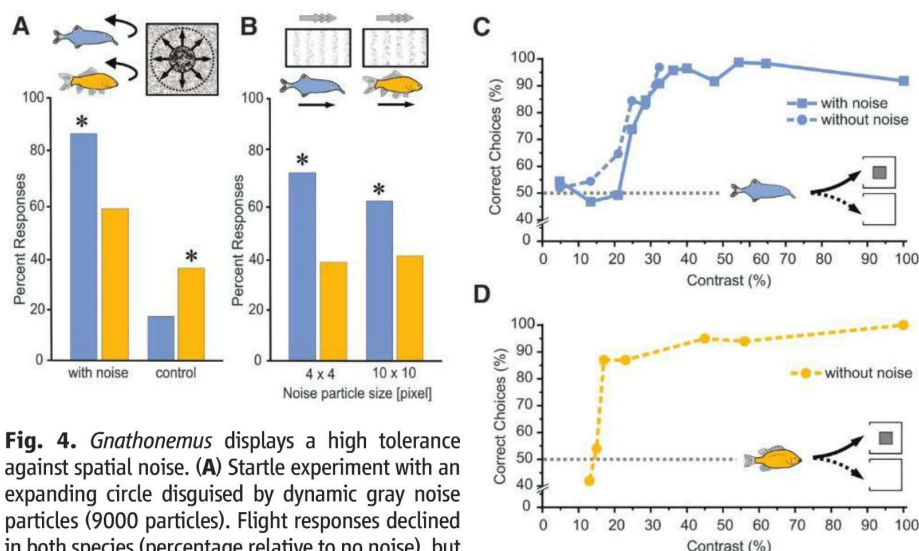 A
B
C
D
*
*
*
*
100
80
60
40
20
0
Percent Responses
with noise
control
100
80
60
40
20
0
Percent Responses
4 x 4
10 x 10
Noise particle size [pixel]
100
90
80
70
60
50
40
0
Correct Choices (%)
with noise
without noise
0 10 20 30 40 50 60 70 80 90 100
Contrast (%)
100
90
80
70
60
50
40
0
Correct Choices (%)
without noise
0 10 20 30 40 50 60 70 80 90 100
Contrast (%)
Fig. 4. Gnathonemus displays a high tolerance
against spatial noise. (A) Startle experiment with an
expanding circle disguised by dynamic gray noise
particles (9000 particles). Flight responses declined
in both species (percentage relative to no noise), but